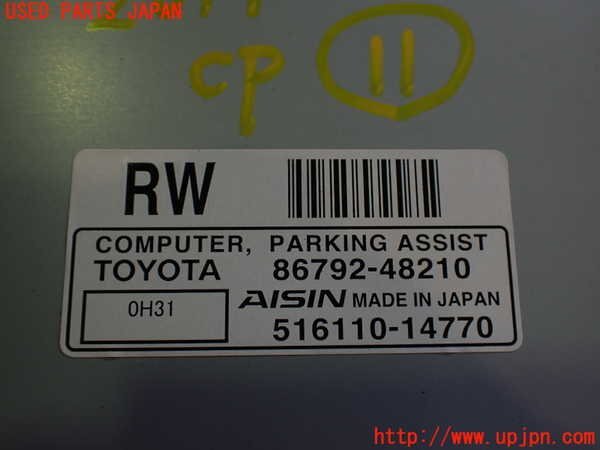 USED PARTS JAPAN
CP 11
RW
COMPUTER, PARKING ASSIST
TOYOTA 86792-48210
0H31
AISIN MADE IN JAPAN
516110-14770
http://www.upjpn.com/